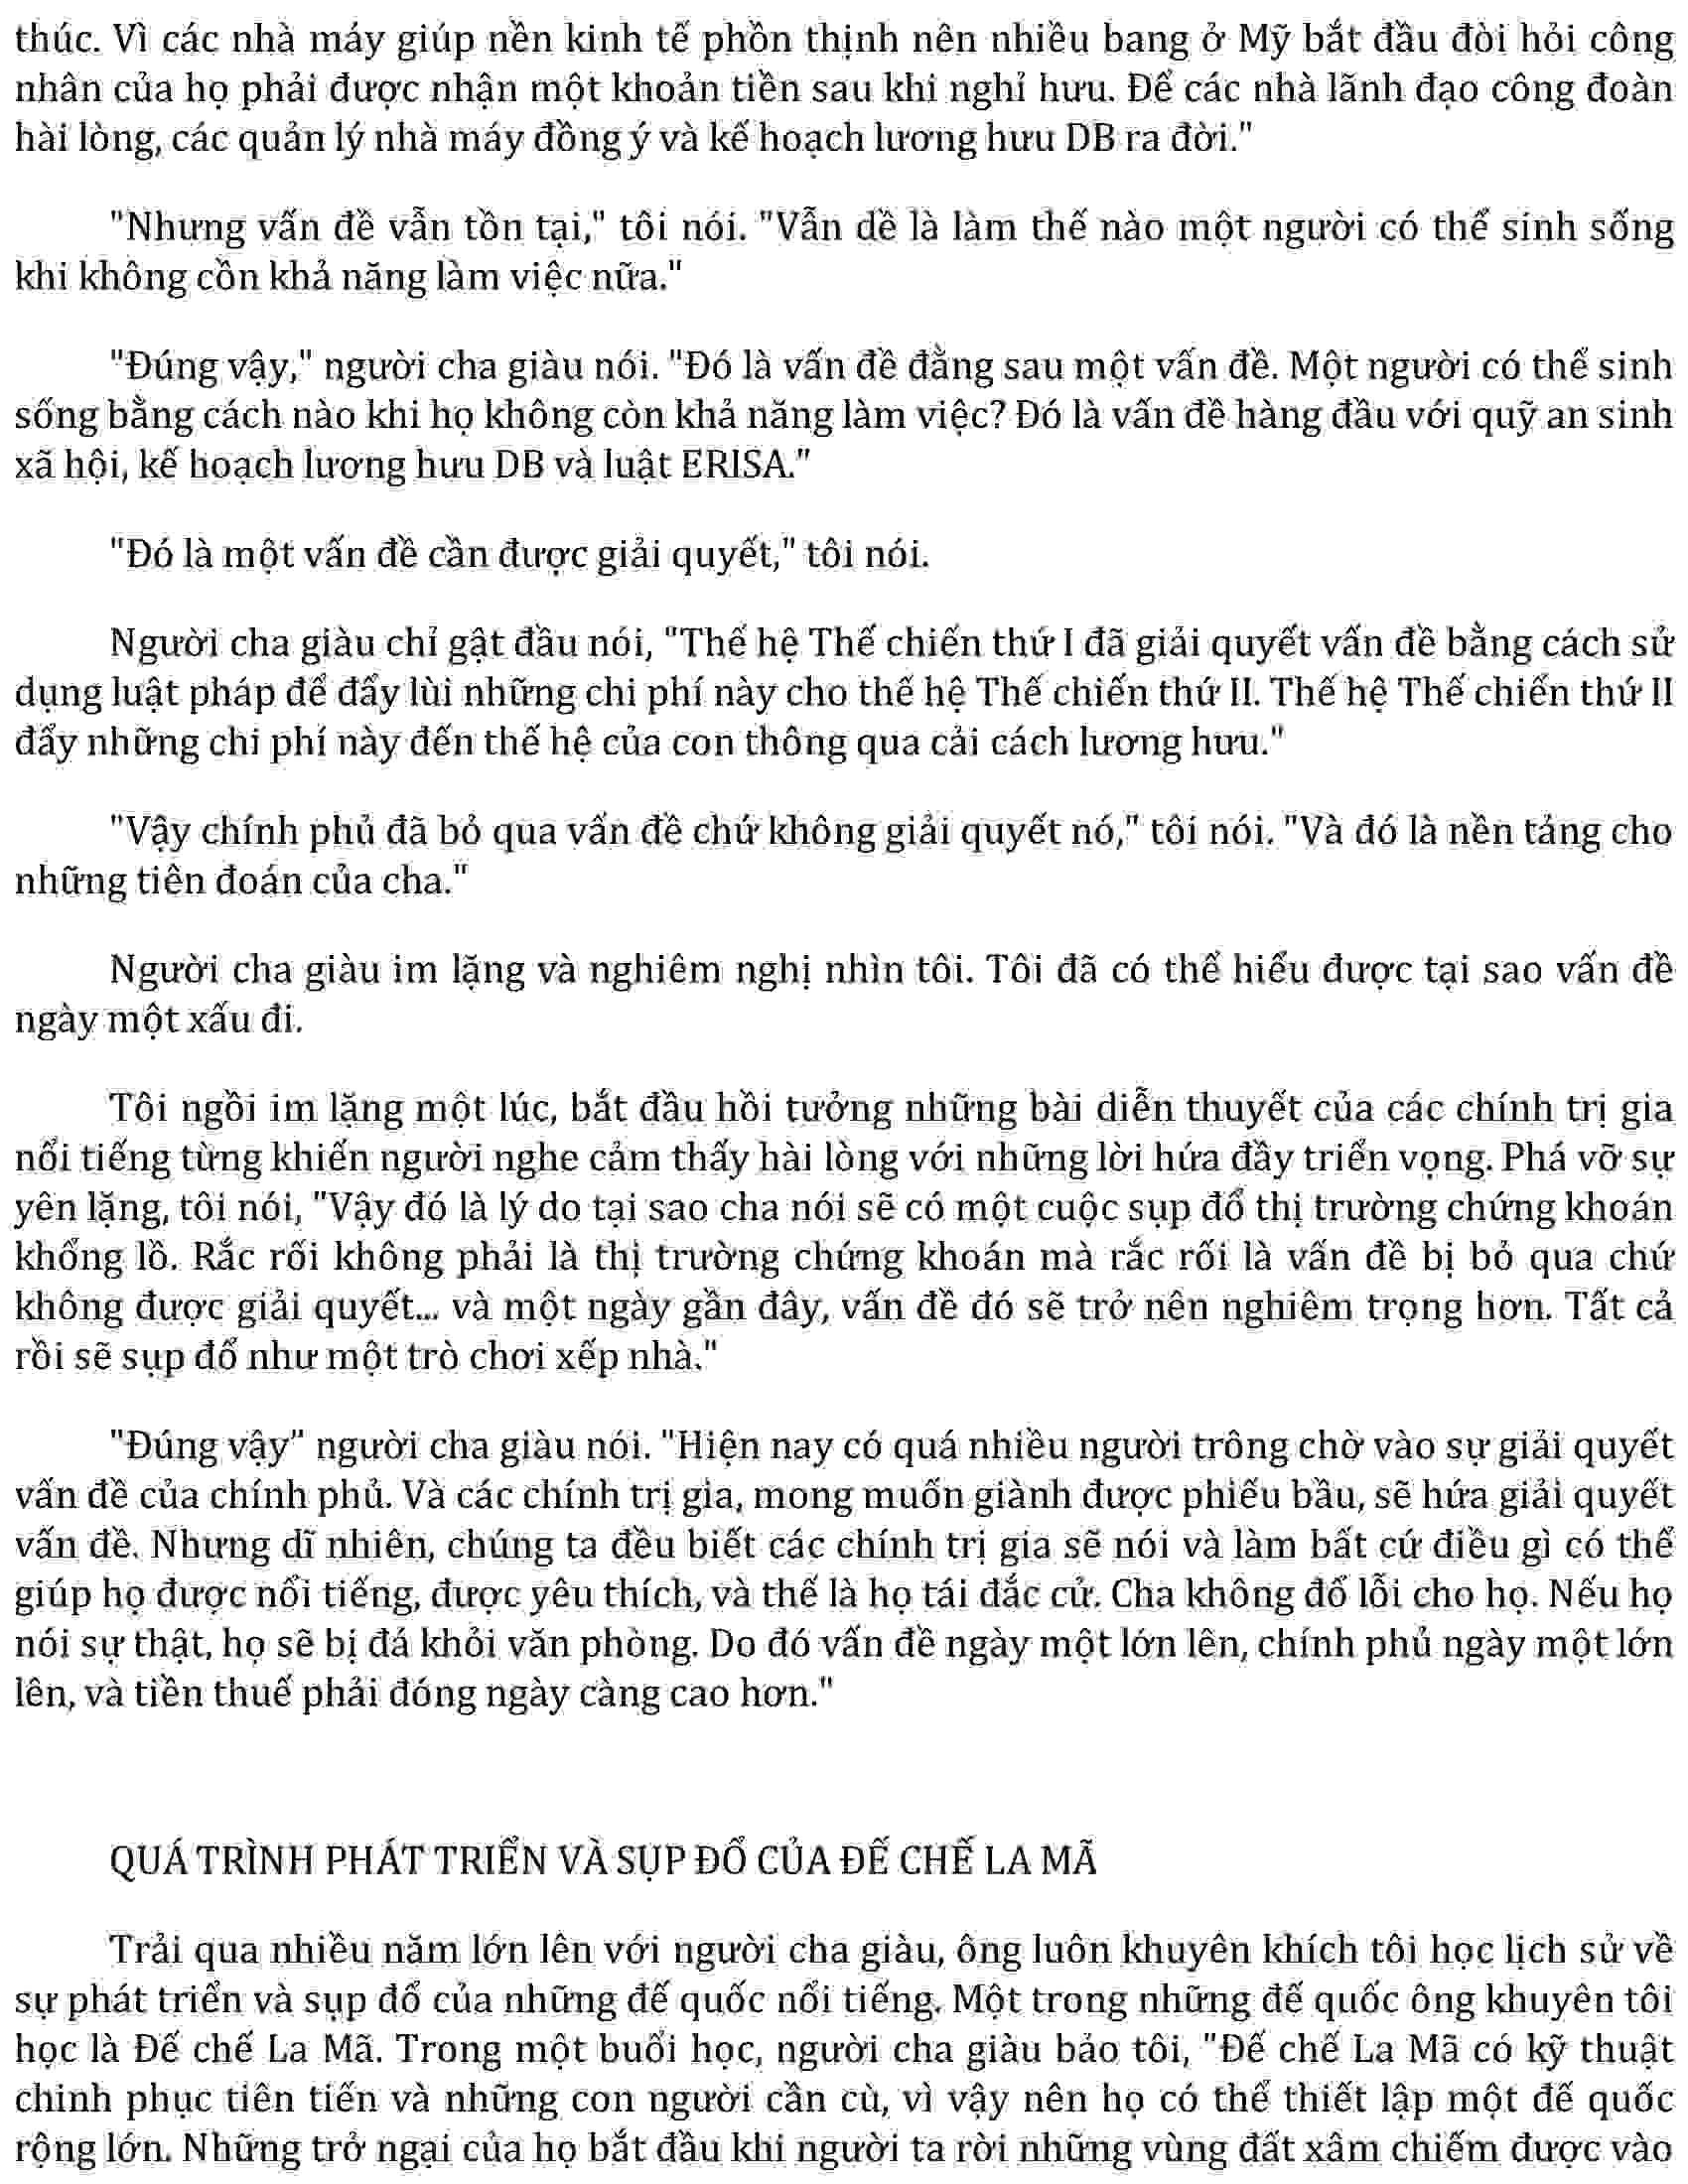 thúc. Vì các nhà máy giúp nền kinh tế phồn thịnh nên nhiều bang ở Mỹ bắt đầu đòi hỏi công
nhân của họ phải được nhận một khoản tiền sau khi nghỉ hưu. Để các nhà lãnh đạo công đoàn
hài lòng, các quản lý nhà máy đồng ý và kế hoạch lương hưu DB ra đời."
"Nhưng vấn đề vẫn tồn tại," tôi nói. "Vẫn dề là làm thế nào một người có thể sinh sống
khi không cồn khả năng làm việc nữa."
"Đúng vậy," người cha giàu nói. "Đó là vấn đề đằng sau một vấn đề. Một người có thể sinh
sống bằng cách nào khi họ không còn khả năng làm việc? Đó là vấn đề hàng đầu với quỹ an sinh
xã hội, kế hoạch lương hưu DB và luật ERISA."
"Đó là một vấn đề cần được giải quyết," tôi nói.
Người cha giàu chỉ gật đầu nói, "Thế hệ Thế chiến thứ I đã giải quyết vấn đề bằng cách sử
dụng luật pháp để đẩy lùi những chi phí này cho thế hệ Thế chiến thứ II. Thế hệ Thế chiến thứ II
đẩy những chi phí này đến thế hệ của con thông qua cải cách lương hưu."
"Vậy chính phủ đã bỏ qua vấn đề chứ không giải quyết nó," tôi nói. "Và đó là nền tảng cho
những tiên đoán của cha."
Người cha giàu im lặng và nghiêm nghị nhìn tôi. Tôi đã có thể hiểu được tại sao vấn đề
ngày một xấu đi.
Tôi ngồi im lặng một lúc, bắt đầu hồi tưởng những bài diễn thuyết của các chính trị gia
nổi tiếng từng khiến người nghe cảm thấy hài lòng với những lời hứa đầy triển vọng. Phá vỡ sự
yên lặng, tôi nói, "Vậy đó là lý do tại sao cha nói sẽ có một cuộc sụp đổ thị trường chứng khoán
khổng lồ. Rắc rối không phải là thị trường chứng khoán mà rắc rối là vấn đề bị bỏ qua chứ
không được giải quyết... và một ngày gần đây, vấn đề đó sẽ trở nên nghiêm trọng hơn. Tất cả
rồi sẽ sụp đổ như một trò chơi xếp nhà."
"Đúng vậy" người cha giàu nói. "Hiện nay có quá nhiều người trông chờ vào sự giải quyết
vấn đề của chính phủ. Và các chính trị gia, mong muốn giành được phiếu bầu, sẽ hứa giải quyết
vấn đề. Nhưng dĩ nhiên, chúng ta đều biết các chính trị gia sẽ nói và làm bất cứ điều gì có thể
giúp họ được nổi tiếng, được yêu thích, và thế là họ tái đắc cử. Cha không đổ lỗi cho họ. Nếu họ
nói sự thật, họ sẽ bị đá khỏi văn phòng. Do đó vấn đề ngày một lớn lên, chính phủ ngày một lớn
lên, và tiền thuế phải đóng ngày càng cao hơn."
QUÁ TRÌNH PHÁT TRIỂN VÀ SỤP ĐỔ CỦA ĐẾ CHẾ LA MÃ
Trải qua nhiều năm lớn lên với người cha giàu, ông luôn khuyên khích tôi học lịch sử về
sự phát triển và sụp đổ của những đế quốc nổi tiếng. Một trong những đế quốc ông khuyên tôi
học là Đế chế La Mã. Trong một buổi học, người cha giàu bảo tôi, "Đế chế La Mã có kỹ thuật
chinh phục tiên tiến và những con người cần cù, vì vậy nên họ có thể thiết lập một đế quốc
rộng lớn. Những trở ngại của họ bắt đầu khi người ta rời những vùng đất xâm chiếm được vào